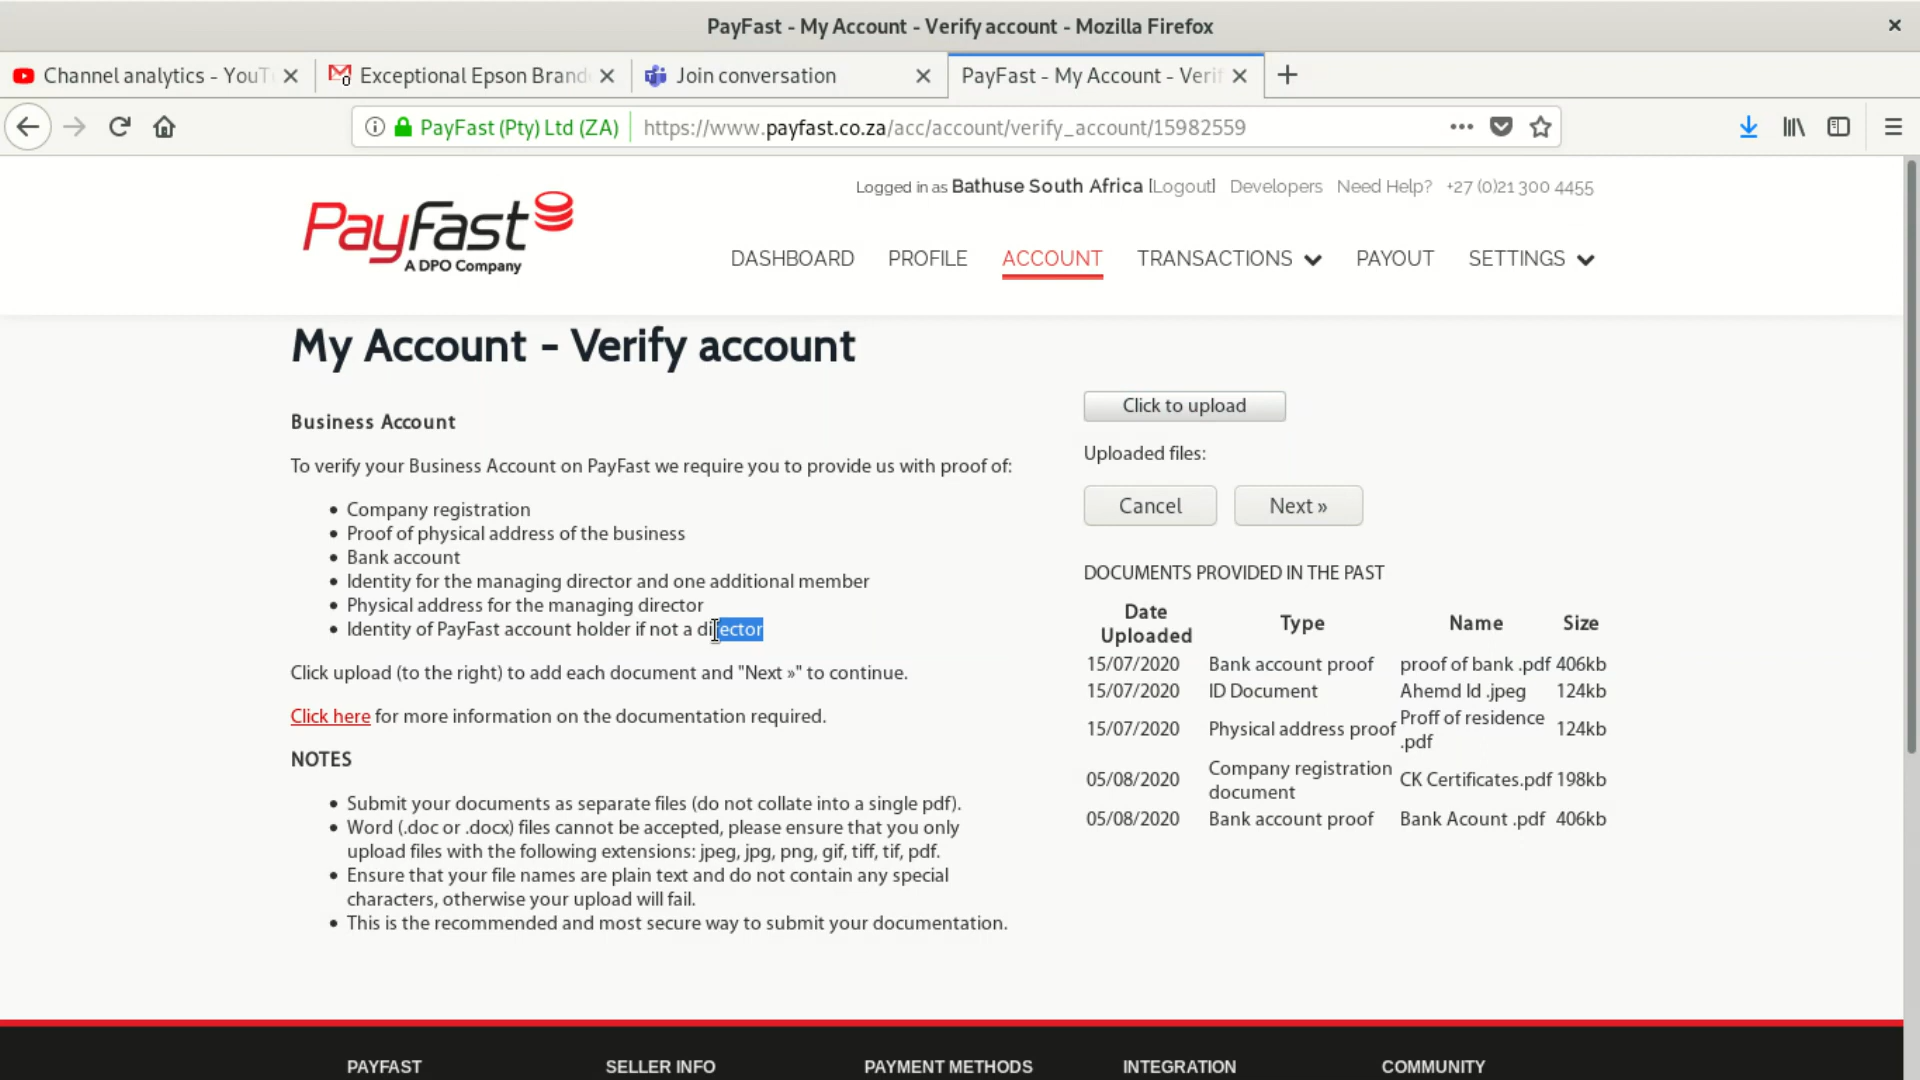 PayFast - My Account - Verify account - Mozilla Firefox
Channel analytics - YouT
Exceptional Epson Brand
Join conversation
PayFast - My Account - Verif
PayFast (Pty) Ltd (ZA)
https://www.payfast.co.za/acc/account/verify_account/15982559
Logged in as Bathuse South Africa [Logout] Developers Need Help? +27 (0)21 300 4455
PayFast
A DPO Company
DASHBOARD PROFILE ACCOUNT TRANSACTIONS PAYOUT SETTINGS
My Account - Verify account
Business Account
To verify your Business Account on PayFast we require you to provide us with proof of:
• Company registration
• Proof of physical address of the business
• Bank account
• Identity for the managing director and one additional member
• Physical address for the managing director
• Identity of PayFast account holder if not a director
Click upload (to the right) to add each document and "Next »" to continue.
Click here for more information on the documentation required.
NOTES
• Submit your documents as separate files (do not collate into a single pdf).
• Word (.doc or .docx) files cannot be accepted, please ensure that you only
upload files with the following extensions: jpeg, jpg, png, gif, tiff, tif, pdf.
• Ensure that your file names are plain text and do not contain any special
characters, otherwise your upload will fail.
• This is the recommended and most secure way to submit your documentation.
Click to upload
Uploaded files:
Cancel Next »
DOCUMENTS PROVIDED IN THE PAST
Date
Uploaded Type Name Size
15/07/2020 Bank account proof proof of bank .pdf 406kb
15/07/2020 ID Document Ahemd Id .jpeg 124kb
15/07/2020 Physical address proof Proff of residence
.pdf 124kb
05/08/2020 Company registration
document CK Certificates.pdf 198kb
05/08/2020 Bank account proof Bank Acount .pdf 406kb
PAYFAST SELLER INFO PAYMENT METHODS INTEGRATION COMMUNITY